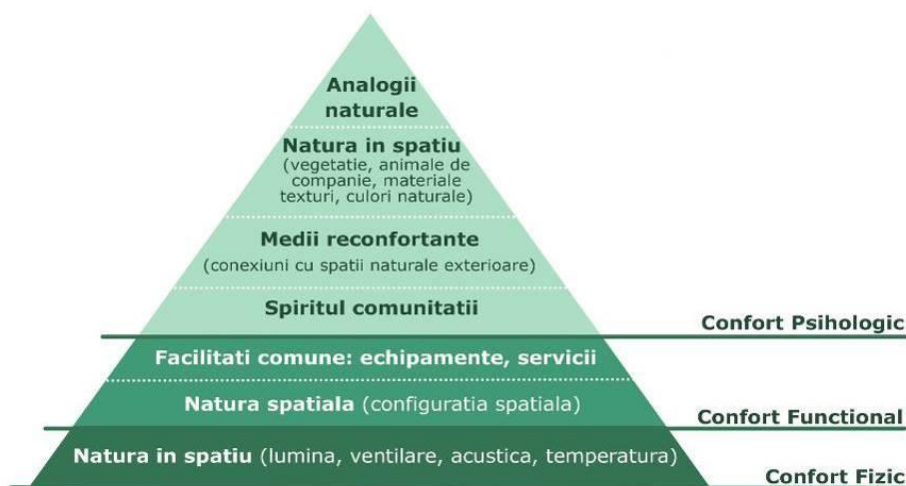 Analogii
naturale
Natura in spatiu
(vegetatie, animale de
companie, materiale
texturi, culori naturale)
Medii reconfortante
(conexiuni cu spatii naturale exterioare)
Spiritul comunitatii
Confort Psihologic
Facilitati comune: echipamente, servicii
Natura spatiala (configuratia spatiala)
Confort Functional
Natura in spatiu (lumina, ventilare, acustica, temperatura)
Confort Fizic